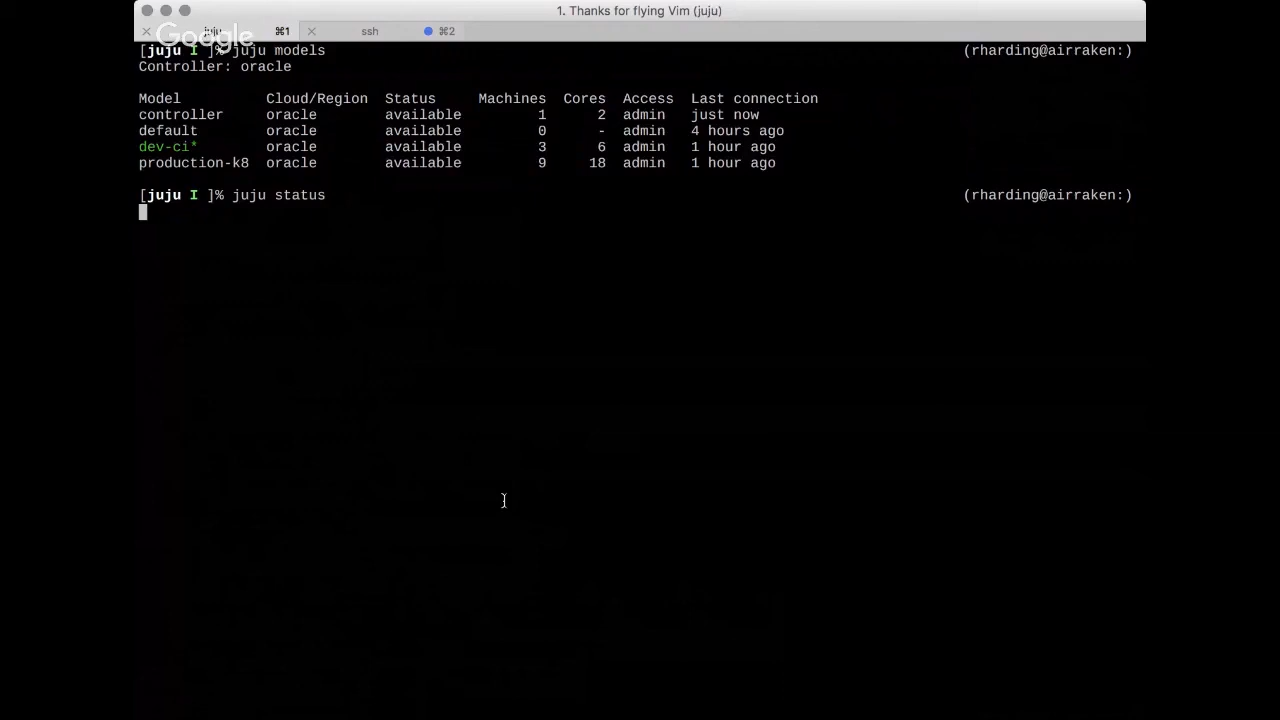 1. Thanks for flying Vim (juju)
juju ⌘1 ssh ⌘2
Google
[juju I ]% juju models (rharding@airraken:)
Controller: oracle
Model Cloud/Region Status Machines Cores Access Last connection
controller oracle available 1 2 admin just now
default oracle available 0 - admin 4 hours ago
dev-ci* oracle available 3 6 admin 1 hour ago
production-k8 oracle available 9 18 admin 1 hour ago
[juju I ]% juju status (rharding@airraken:)